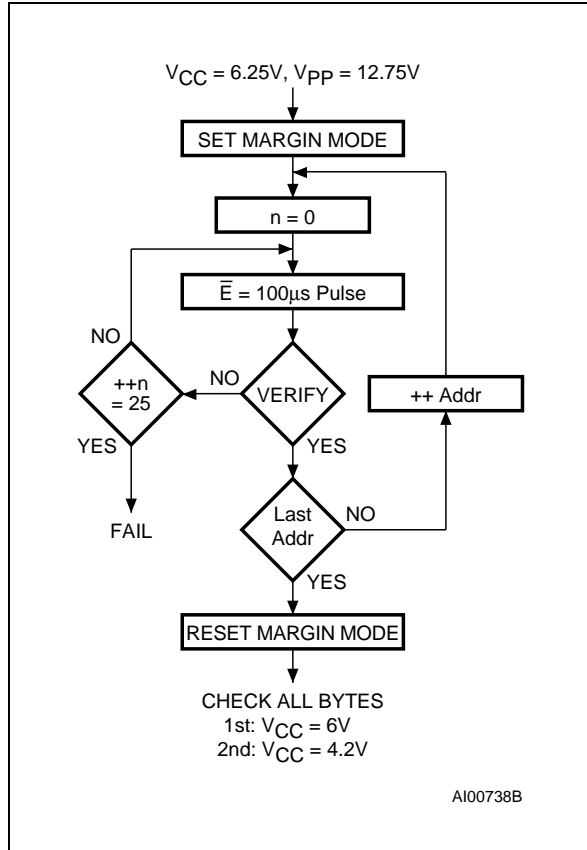 VCC = 6.25V, VPP = 12.75V
SET MARGIN MODE
n = 0
E̅ = 100µs Pulse
NO
++n
= 25
NO
VERIFY
++ Addr
YES
YES
FAIL
Last
Addr
NO
YES
RESET MARGIN MODE
CHECK ALL BYTES
1st: VCC = 6V
2nd: VCC = 4.2V
AI00738B